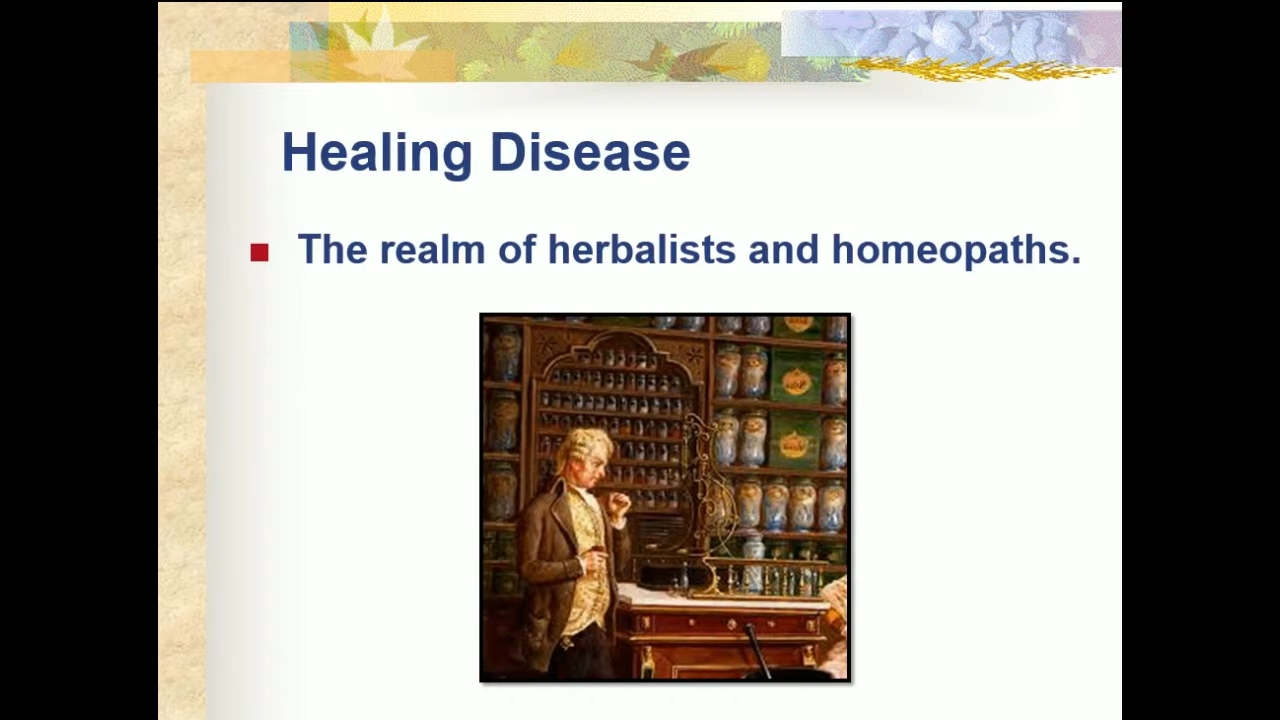 Healing Disease
The realm of herbalists and homeopaths.